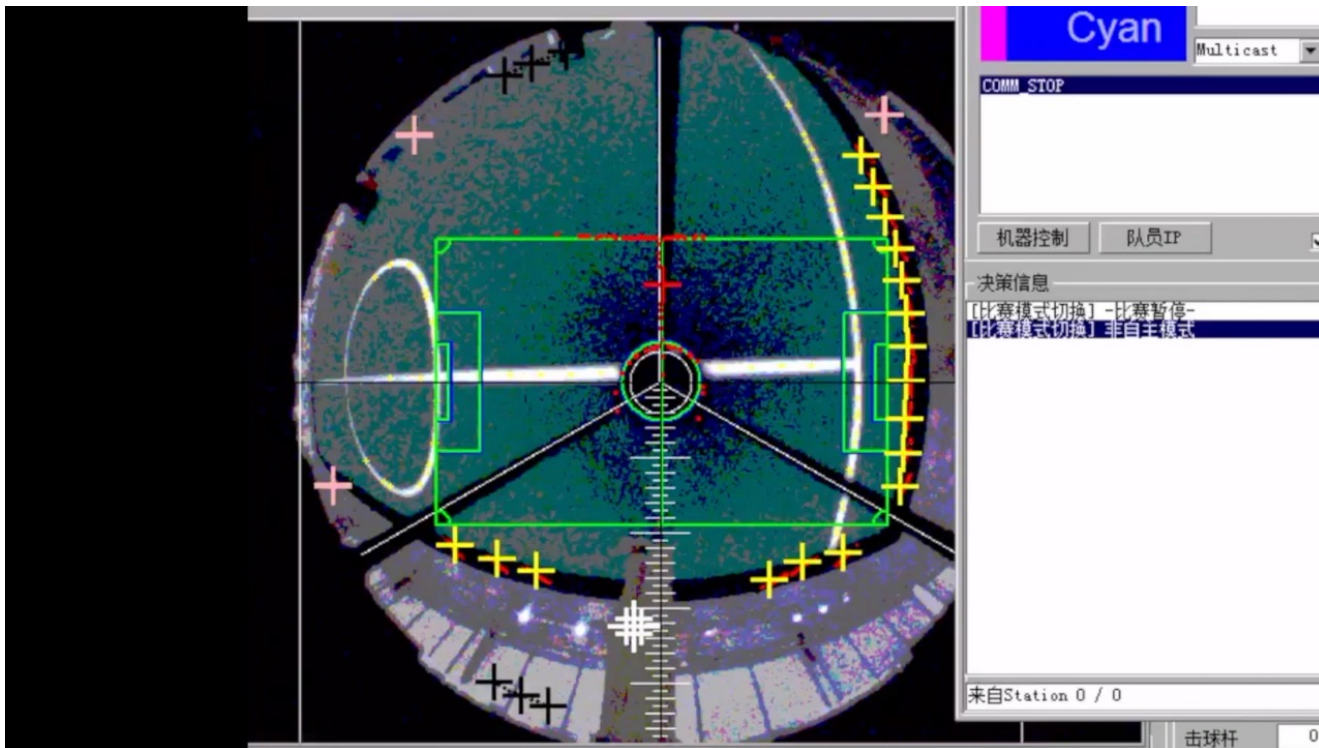 Cyan
Multicast
COMM_STOP
机器控制
队员IP
决策信息
[比赛模式切换] -比赛暂停-
[比赛模式切换] 非自主模式
来自Station 0 / 0
击球杆
0